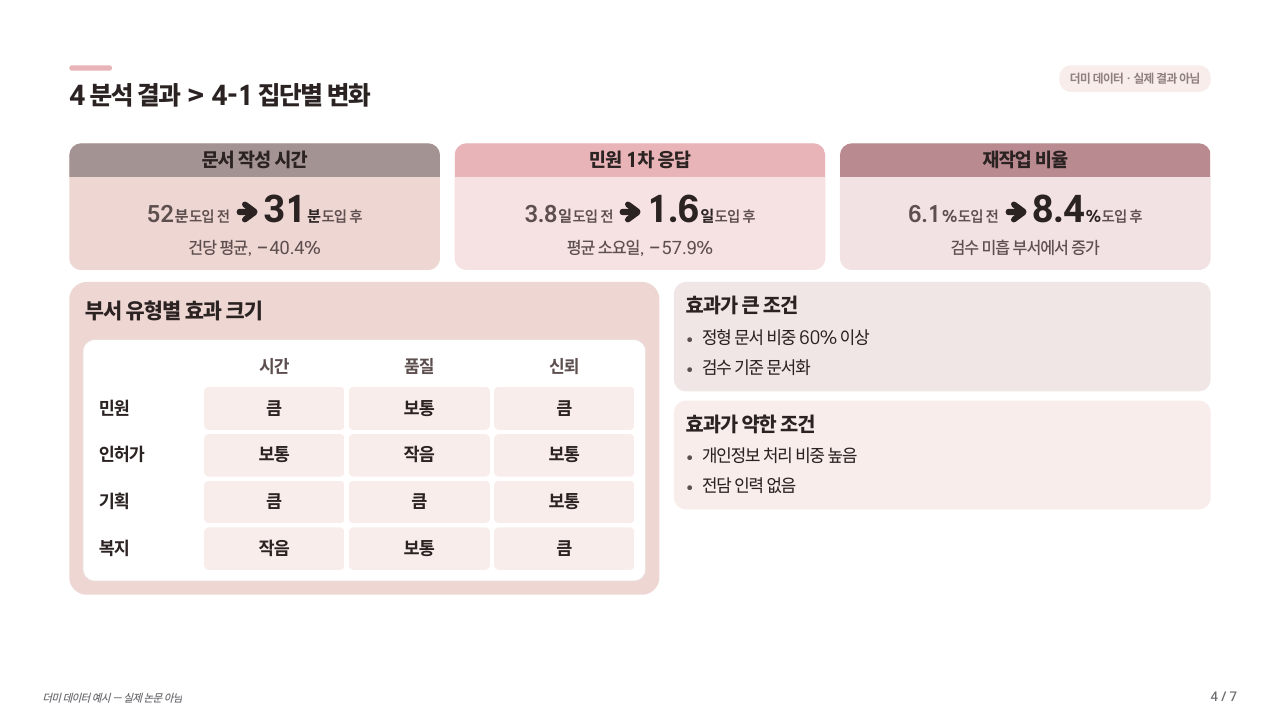 4 분석 결과 > 4-1 집단별 변화
더미 데이터 · 실제 결과 아님
문서 작성 시간
52분 도입 전 → 31분 도입 후
건당 평균, −40.4%
민원 1차 응답
3.8일 도입 전 → 1.6일 도입 후
평균 소요일, −57.9%
재작업 비율
6.1% 도입 전 → 8.4% 도입 후
검수 미흡 부서에서 증가
부서 유형별 효과 크기
시간 품질 신뢰
민원 큼 보통 큼
인허가 보통 작음 보통
기획 큼 큼 보통
복지 작음 보통 큼
효과가 큰 조건
• 정형 문서 비중 60% 이상
• 검수 기준 문서화
효과가 약한 조건
• 개인정보 처리 비중 높음
• 전담 인력 없음
더미 데이터 예시 — 실제 논문 아님
4 / 7